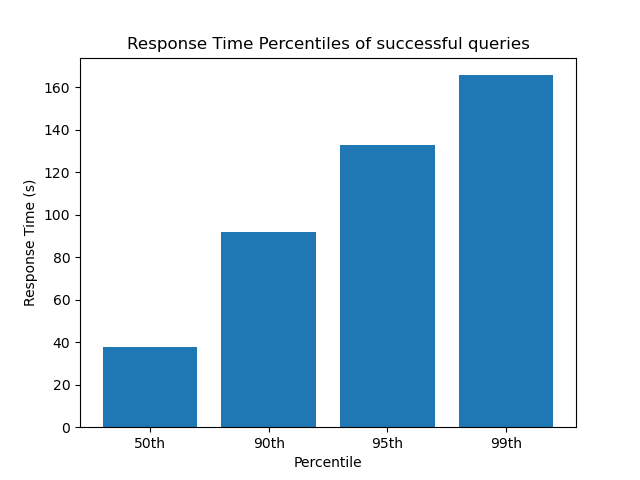 Response Time Percentiles of successful queries
160
140
120
100
80
60
40
20
0
Response Time (s)
50th 90th 95th 99th
Percentile